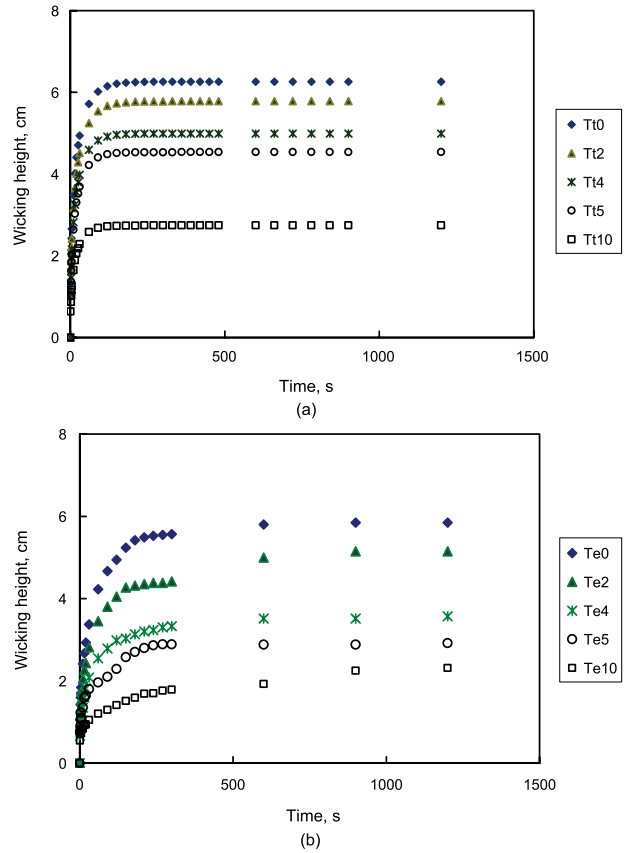 8
6
4
2
0
Wicking height, cm
0
500
1000
1500
Time, s
(a)
Tt0
Tt2
Tt4
Tt5
Tt10
8
6
4
2
0
Wicking height, cm
0
500
1000
1500
Time, s
(b)
Te0
Te2
Te4
Te5
Te10